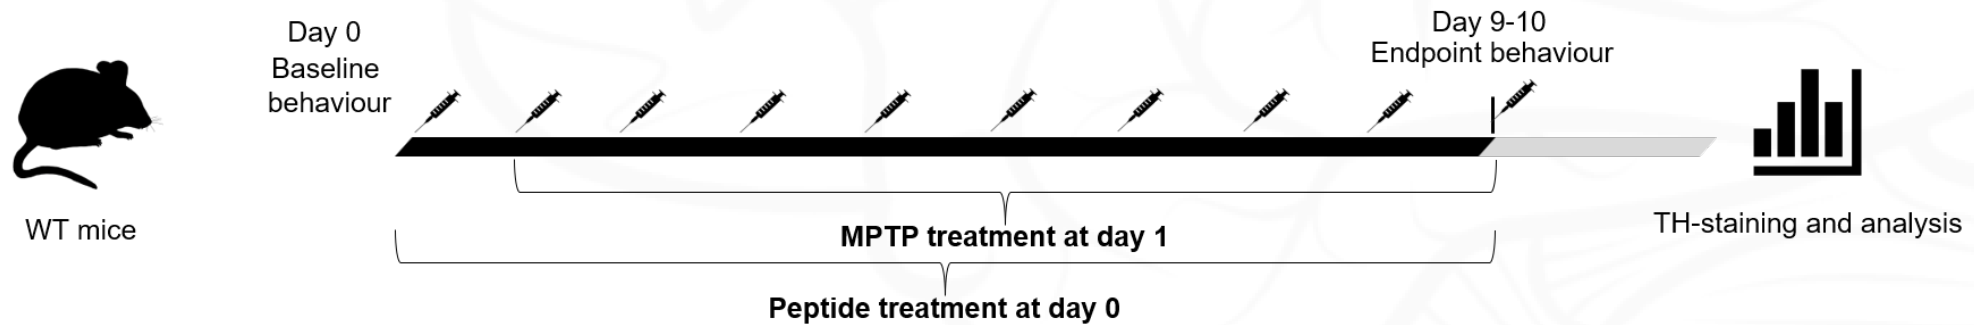 Day 0
Baseline
behaviour
Day 9-10
Endpoint behaviour
WT mice
MPTP treatment at day 1
Peptide treatment at day 0
TH-staining and analysis